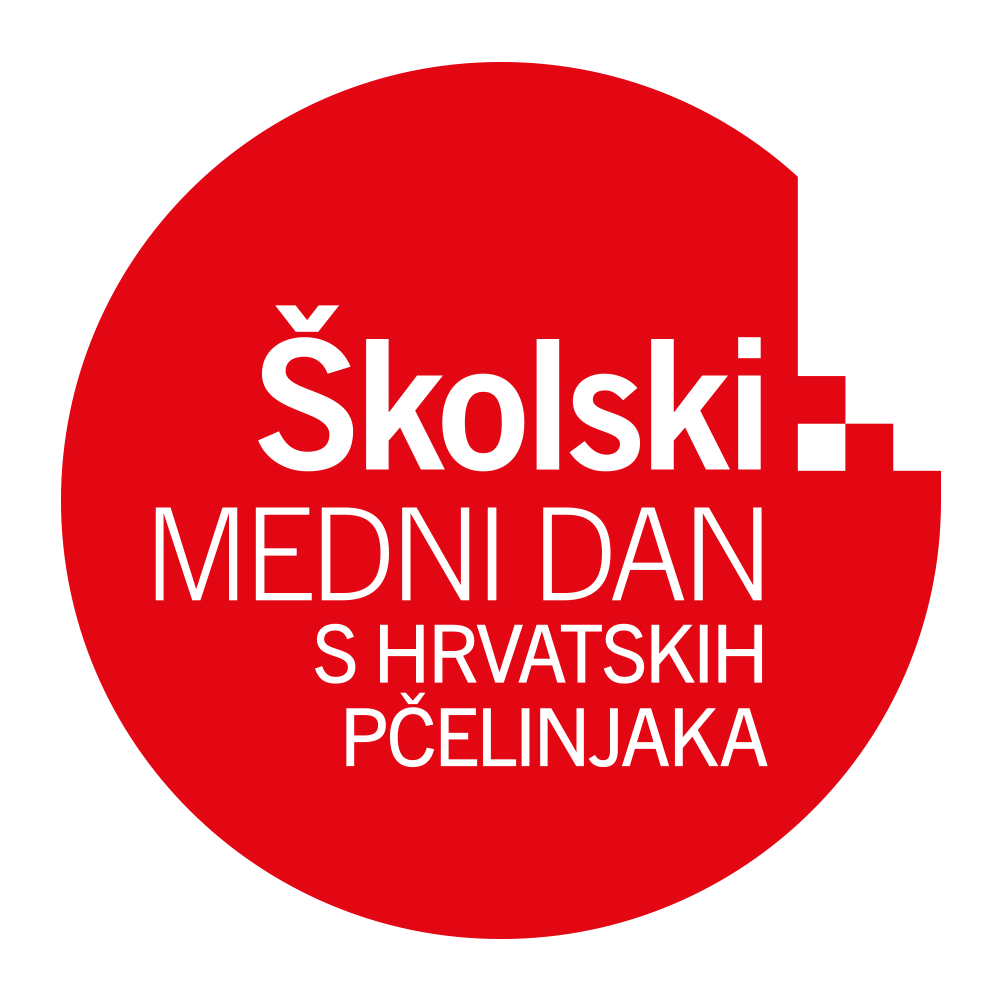 Školski
MEDNI DAN
S HRVATSKIH
PČELINJAKA